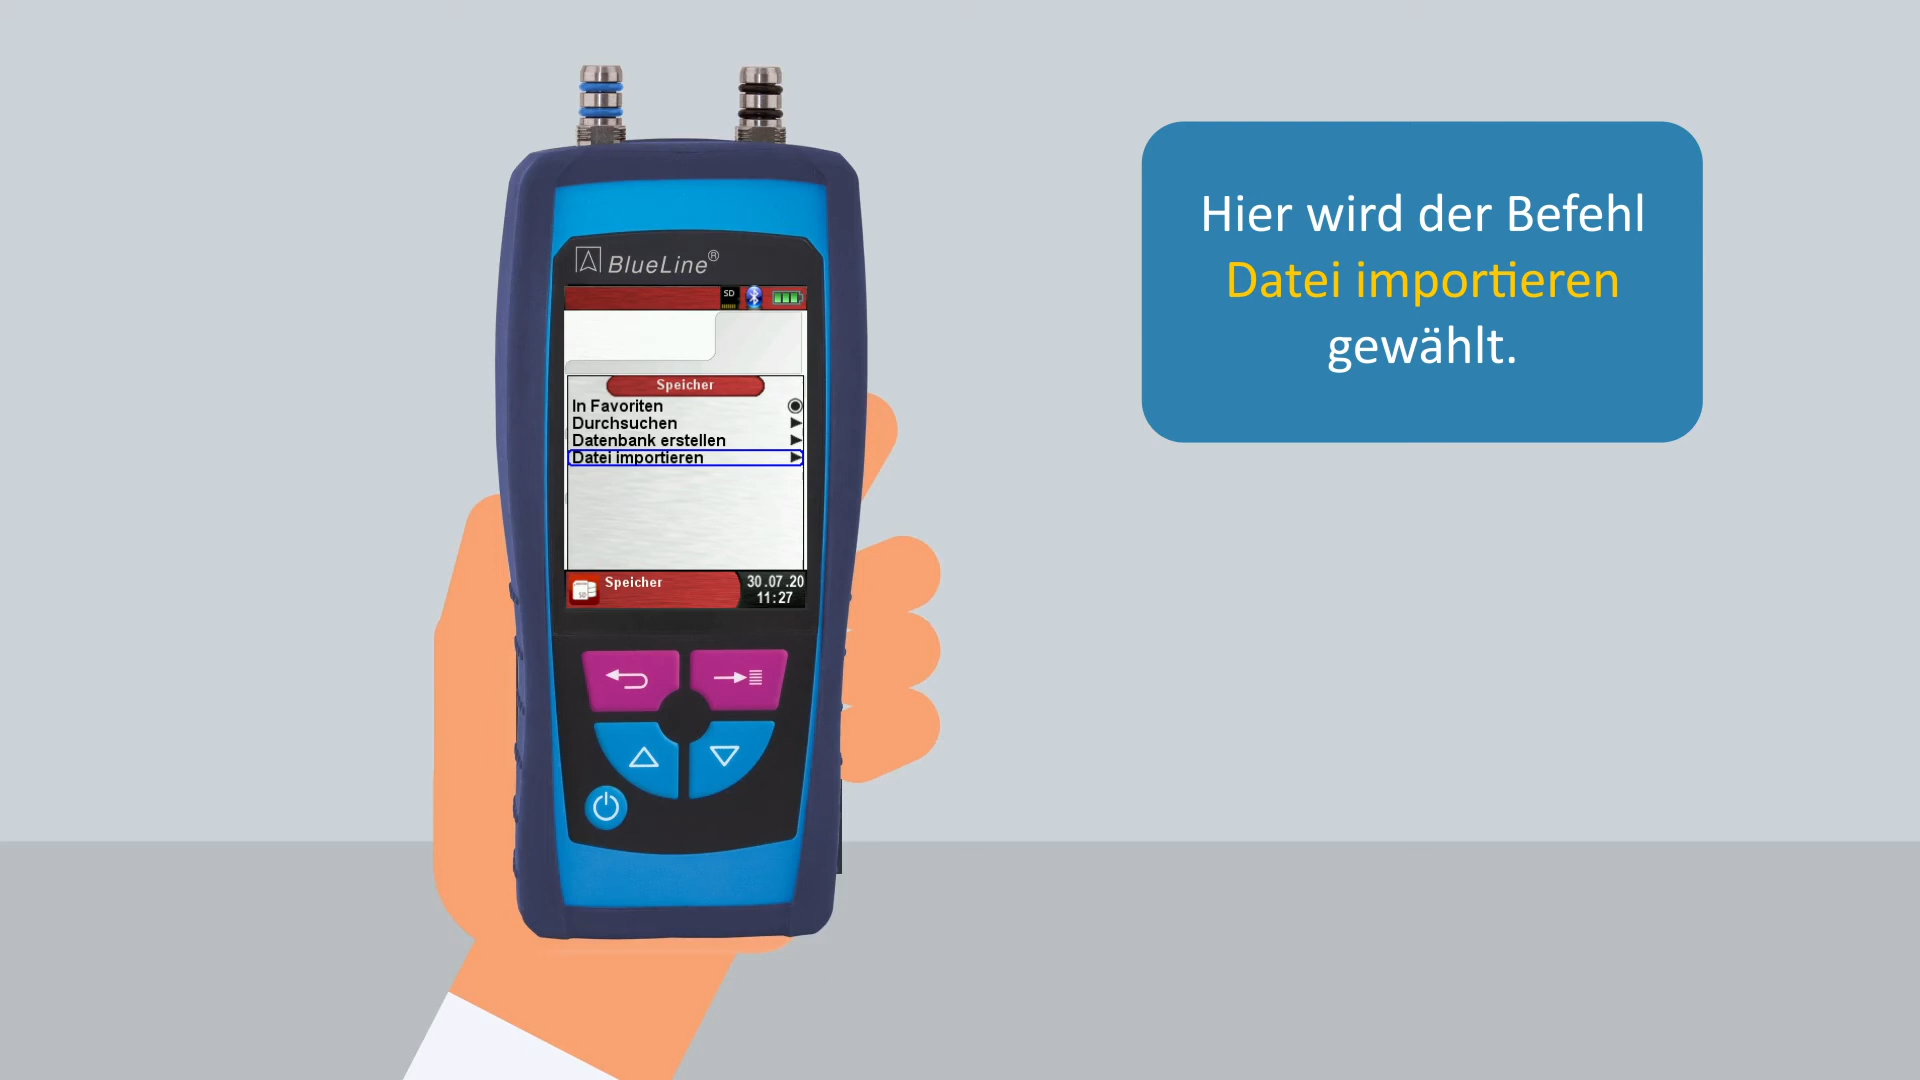 BlueLine®
SD
Speicher
In Favoriten
Durchsuchen
Datenbank erstellen
Datei importieren
SD
Speicher
30.07.20
11:27
Hier wird der Befehl
Datei importieren
gewählt.